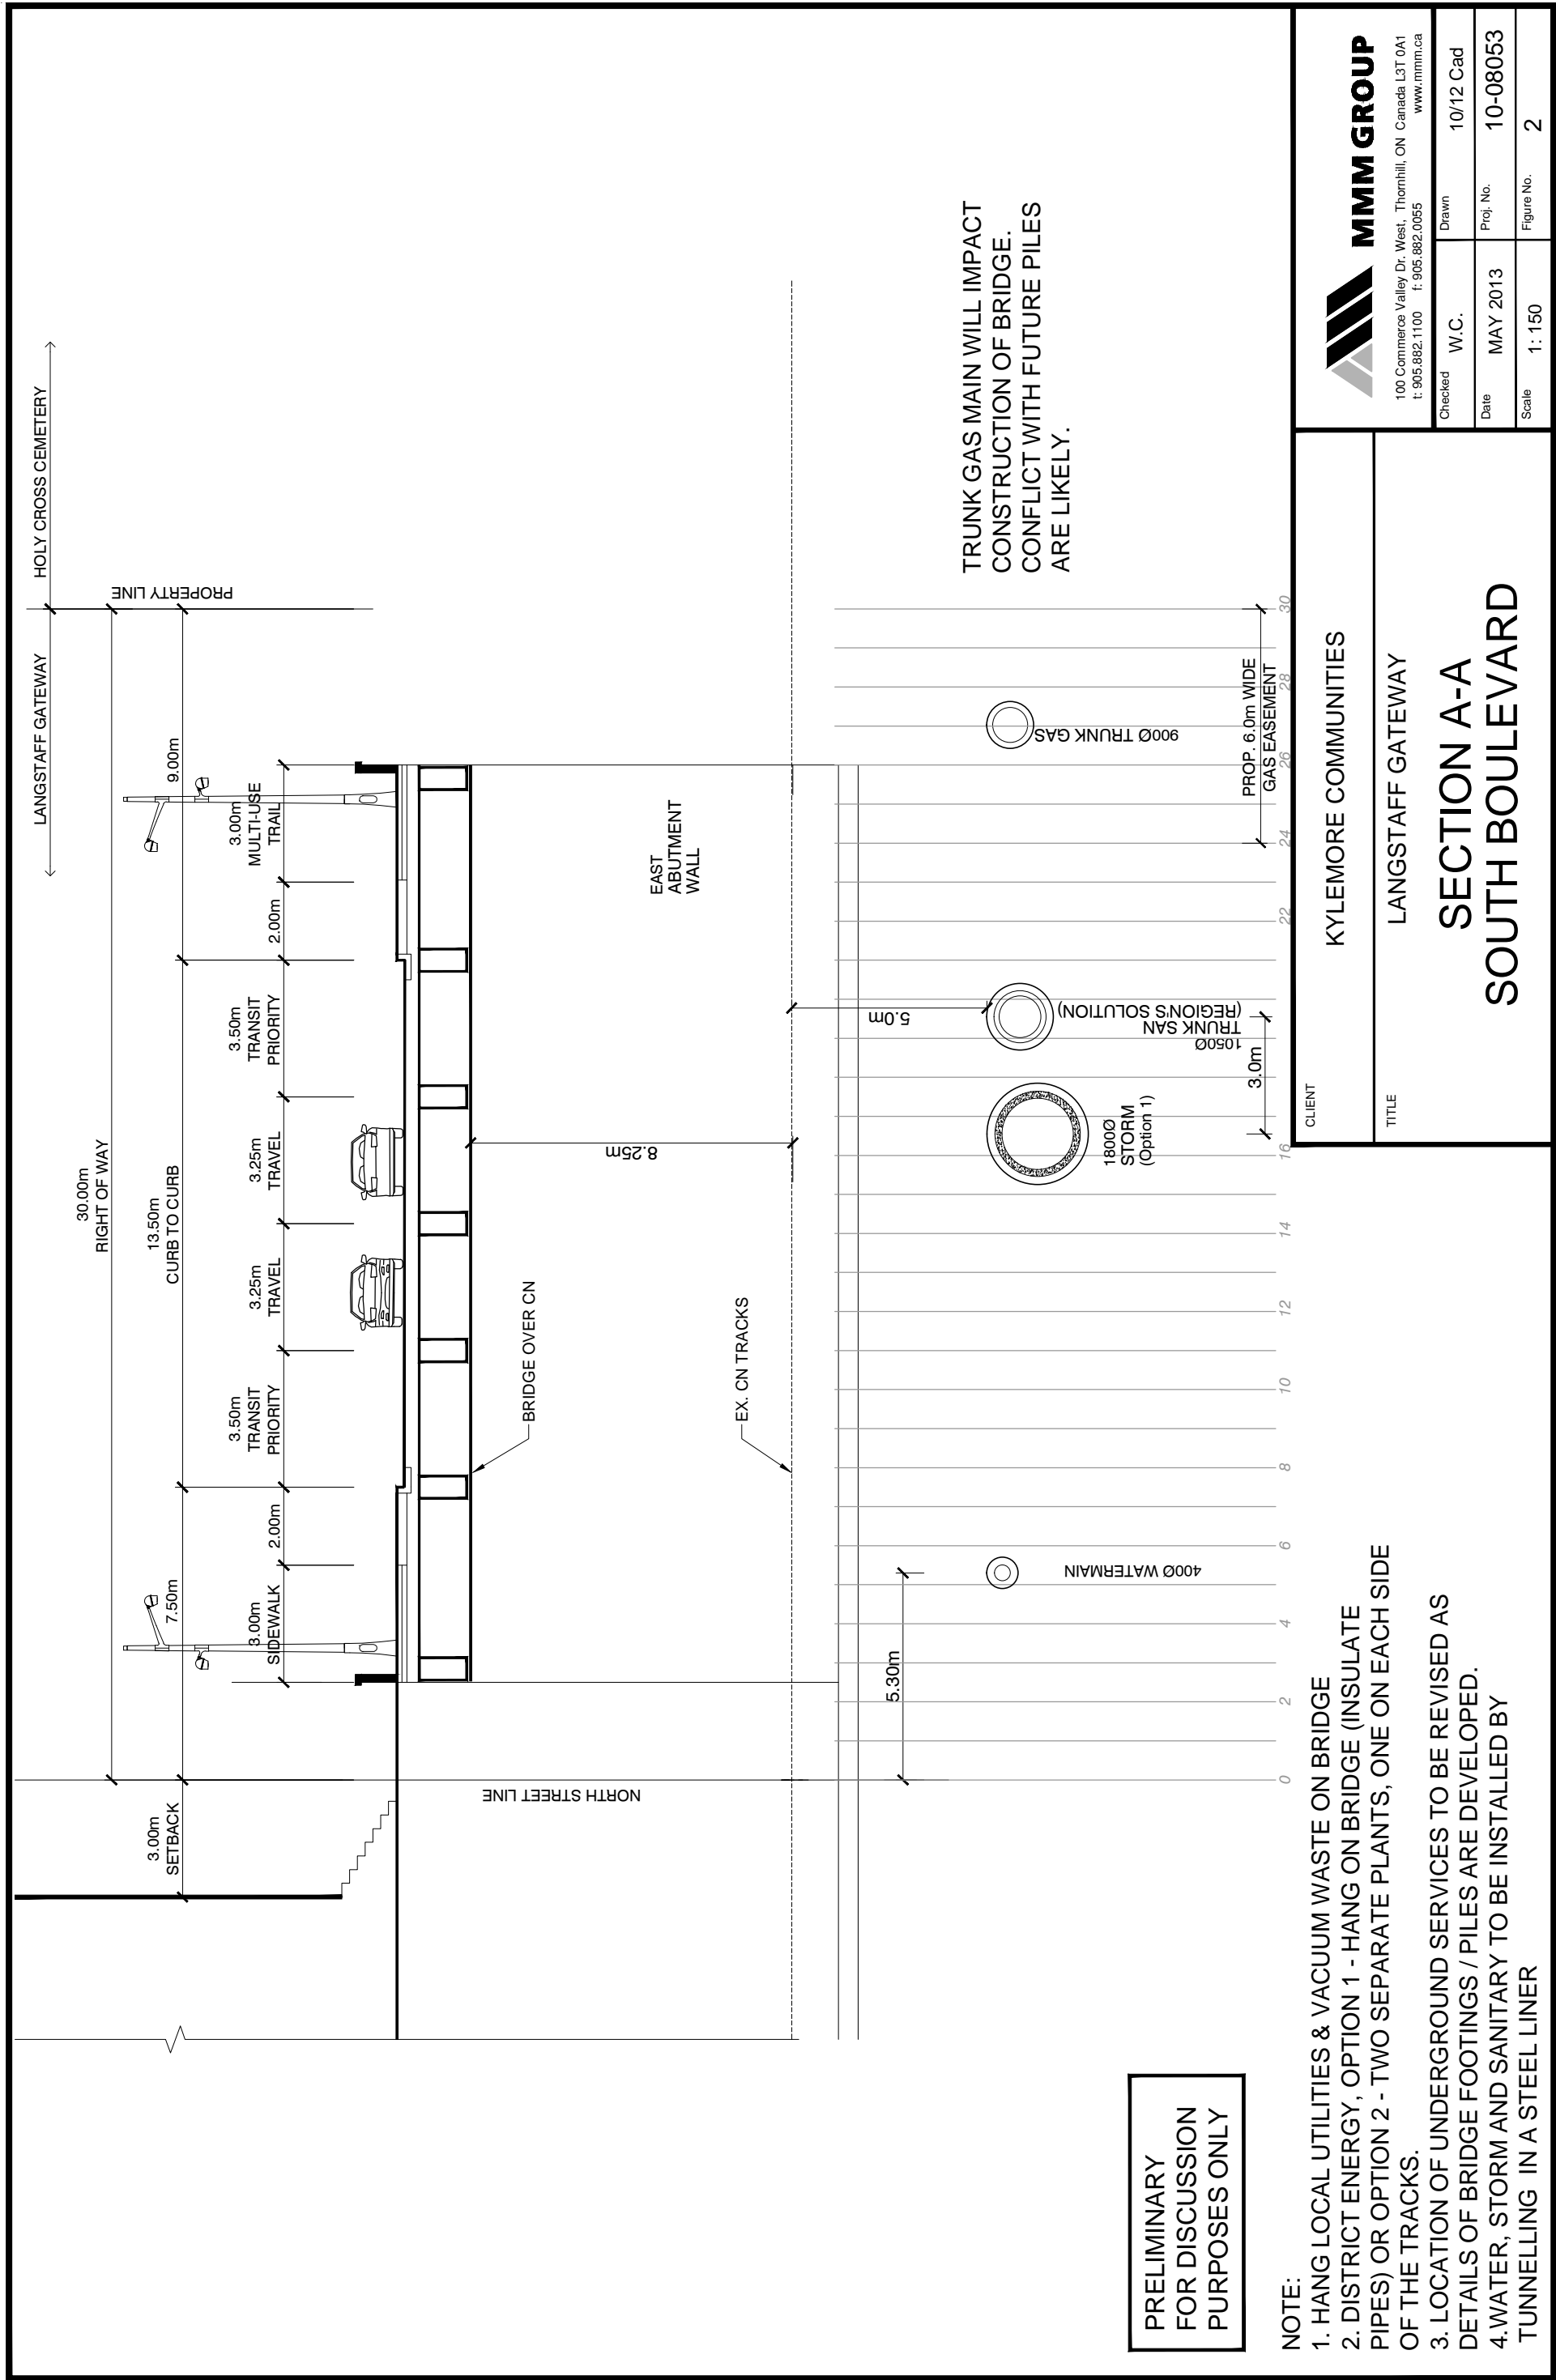 LANGSTAFF GATEWAY
HOLY CROSS CEMETERY
PROPERTY LINE
30.00m
RIGHT OF WAY
3.00m
SETBACK
7.50m
13.50m
CURB TO CURB
9.00m
3.00m
SIDEWALK
2.00m
3.50m
TRANSIT
PRIORITY
3.25m
TRAVEL
3.25m
TRAVEL
3.50m
TRANSIT
PRIORITY
2.00m
3.00m
MULTI-USE
TRAIL
NORTH STREET LINE
BRIDGE OVER CN
8.25m
EAST
ABUTMENT
WALL
EX. CN TRACKS
5.0m
5.30m
400Ø WATERMAIN
1800Ø
STORM
(Option 1)
1050Ø
TRUNK SAN
(REGION'S SOLUTION)
3.0m
900Ø TRUNK GAS
PROP. 6.0m WIDE
GAS EASEMENT
0 2 4 6 8 10 12 14 16 22 24 26 28 30
TRUNK GAS MAIN WILL IMPACT
CONSTRUCTION OF BRIDGE.
CONFLICT WITH FUTURE PILES
ARE LIKELY.
PRELIMINARY
FOR DISCUSSION
PURPOSES ONLY
NOTE:
1. HANG LOCAL UTILITIES & VACUUM WASTE ON BRIDGE
2. DISTRICT ENERGY, OPTION 1 - HANG ON BRIDGE (INSULATE
PIPES) OR OPTION 2 - TWO SEPARATE PLANTS, ONE ON EACH SIDE
OF THE TRACKS.
3. LOCATION OF UNDERGROUND SERVICES TO BE REVISED AS
DETAILS OF BRIDGE FOOTINGS / PILES ARE DEVELOPED.
4.WATER, STORM AND SANITARY TO BE INSTALLED BY
TUNNELLING IN A STEEL LINER
CLIENT
KYLEMORE COMMUNITIES
TITLE
LANGSTAFF GATEWAY
SECTION A-A
SOUTH BOULEVARD
MMM GROUP
100 Commerce Valley Dr. West, Thornhill, ON Canada L3T 0A1
t: 905.882.1100 f: 905.882.0055 www.mmm.ca
Checked W.C. Drawn 10/12 Cad
Date MAY 2013 Proj. No. 10-08053
Scale 1: 150 Figure No. 2